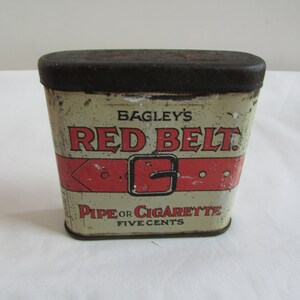 BAGLEY'S
RED BELT.
PIPE OR CIGARETTE
FIVE CENTS